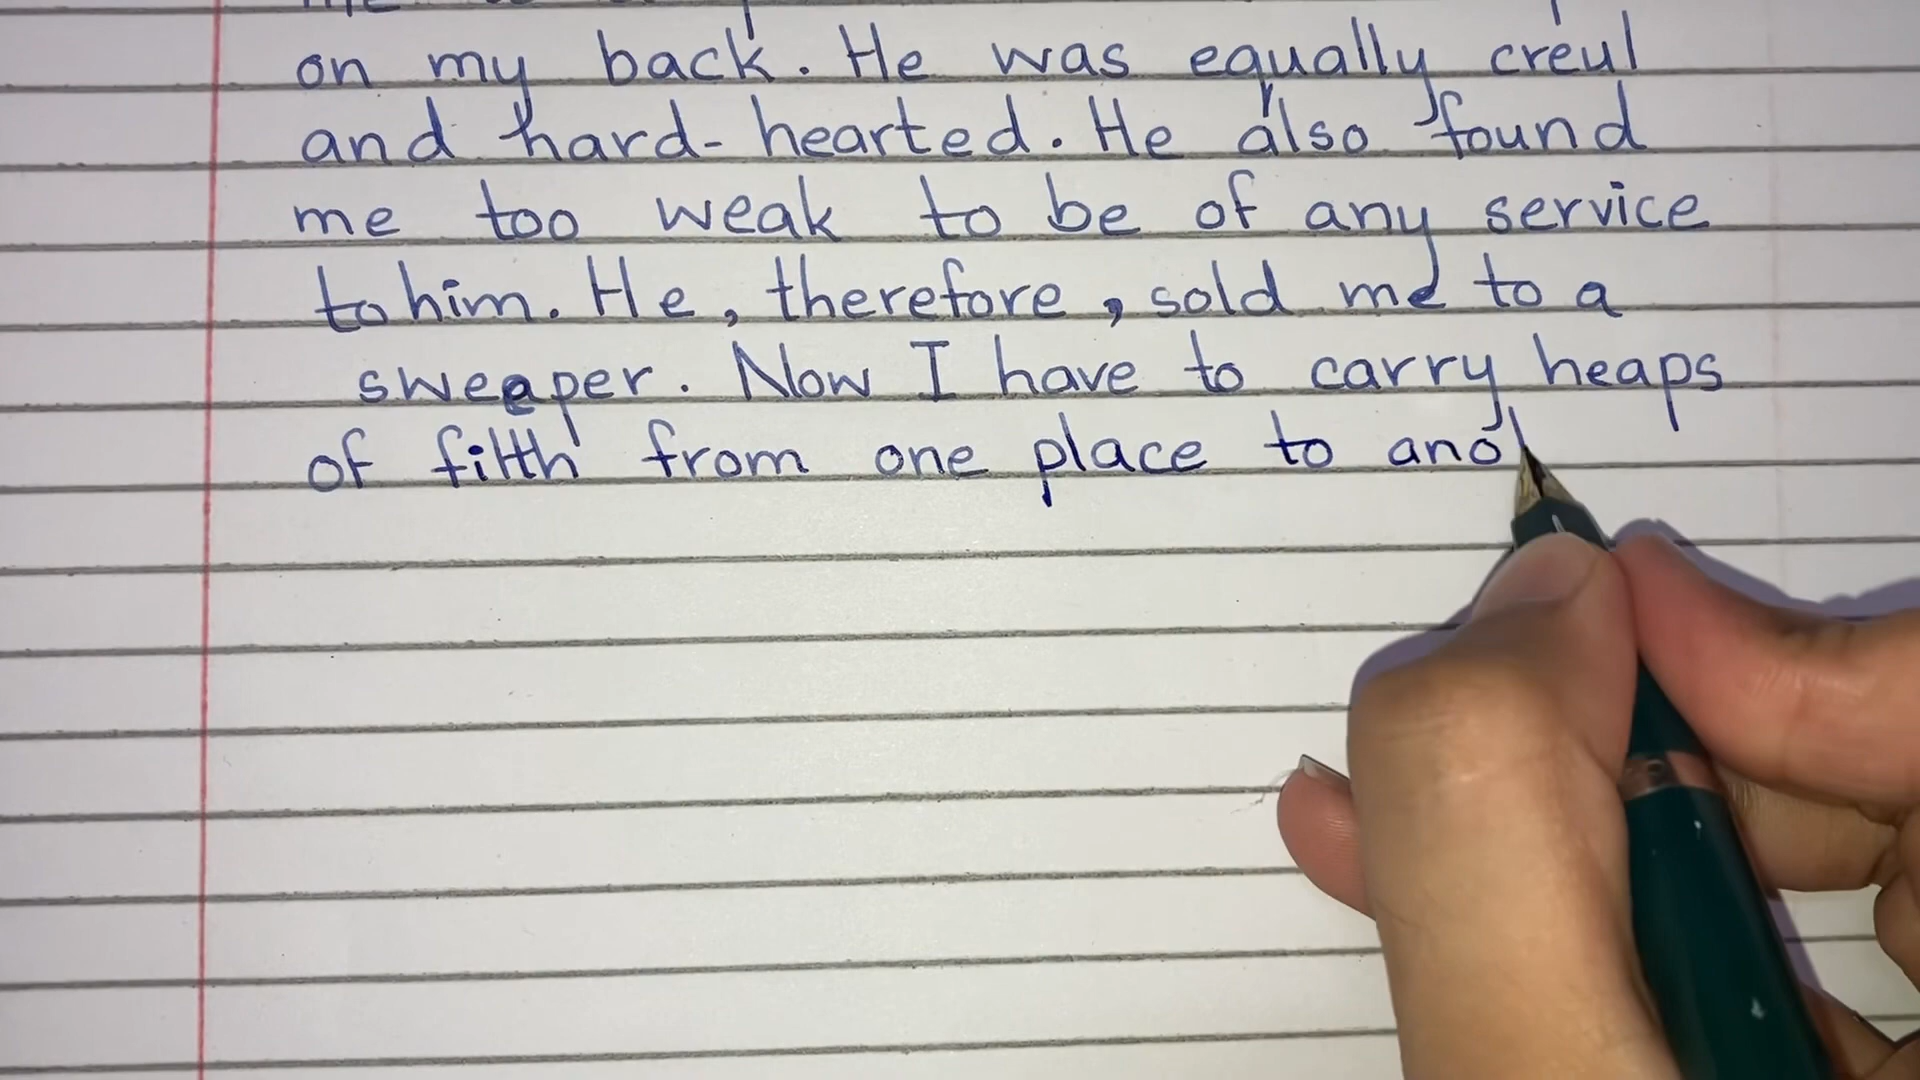 on my back. He was equally creul
and hard-hearted. He also found
me too weak to be of any service
to him. He, therefore, sold me to a
sweaper. Now I have to carry heaps
of filth from one place to ano